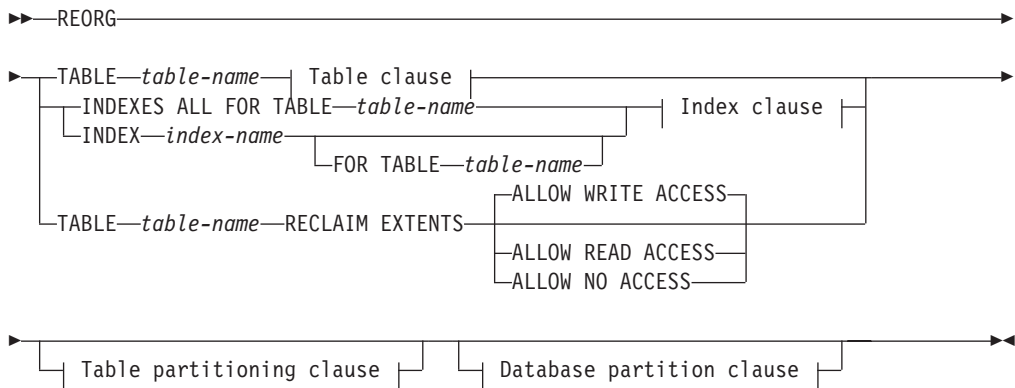 REORG
TABLE table-name Table clause
INDEXES ALL FOR TABLE table-name Index clause
INDEX index-name
FOR TABLE table-name
ALLOW WRITE ACCESS
TABLE table-name RECLAIM EXTENTS
ALLOW READ ACCESS
ALLOW NO ACCESS
Table partitioning clause Database partition clause